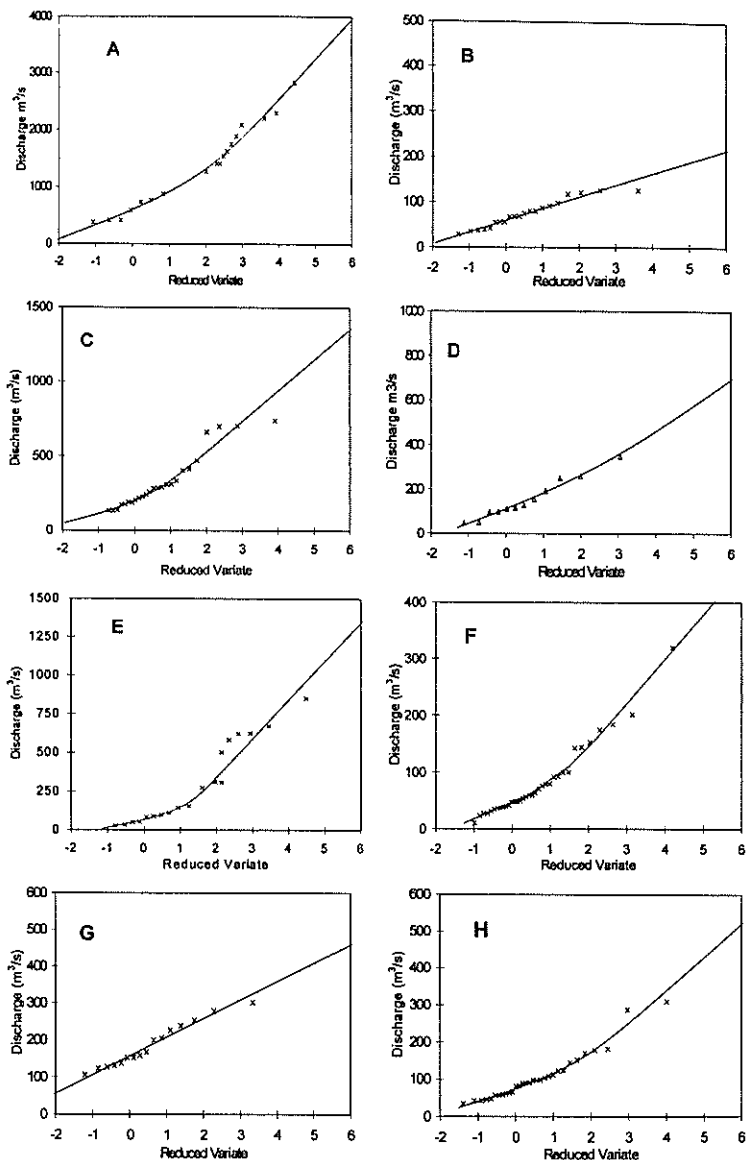 A
Discharge m³/s
4000
3000
2000
1000
0
-2 -1 0 1 2 3 4 5 6
Reduced Variate
B
Discharge (m³/s)
500
400
300
200
100
0
-2 -1 0 1 2 3 4 5 6
Reduced Variate
C
Discharge (m³/s)
1500
1000
500
0
-2 -1 0 1 2 3 4 5 6
Reduced Variate
D
Discharge m3/s
1000
800
600
400
200
0
-2 -1 0 1 2 3 4 5 6
Reduced Variate
E
Discharge (m³/s)
1500
1250
1000
750
500
250
0
-2 -1 0 1 2 3 4 5 6
Reduced Variate
F
Discharge (m³/s)
400
300
200
100
0
-2 -1 0 1 2 3 4 5 6
Reduced Variate
G
Discharge (m³/s)
600
500
400
300
200
100
0
-2 -1 0 1 2 3 4 5 6
Reduced Variate
H
Discharge (m³/s)
600
500
400
300
200
100
0
-2 -1 0 1 2 3 4 5 6
Reduced Variate